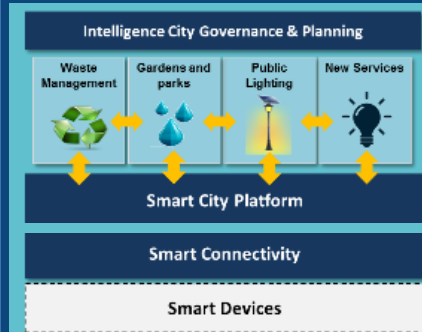 Intelligence City Governance & Planning
Waste
Management
Gardens and
parks
Public
Lighting
New Services
Smart City Platform
Smart Connectivity
Smart Devices